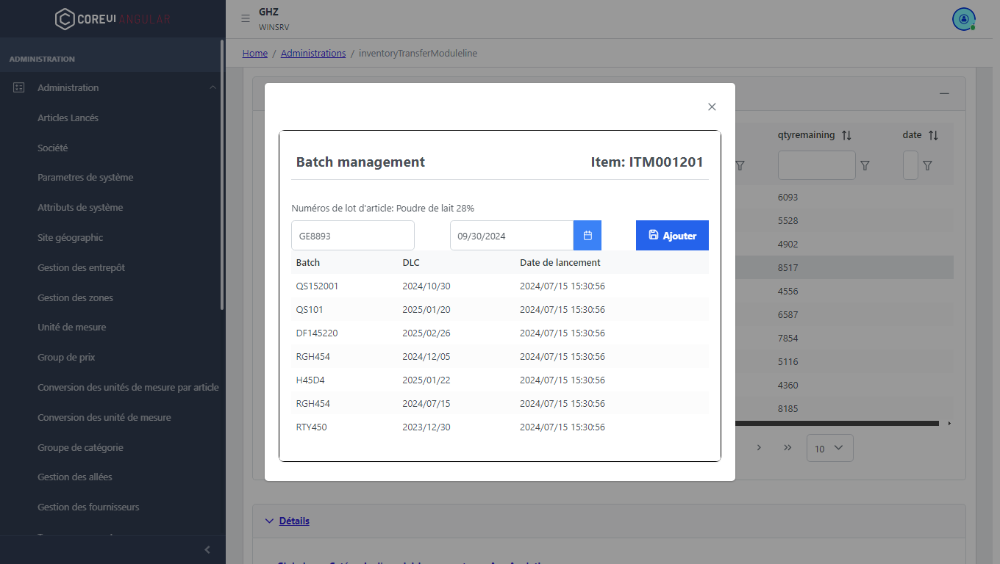 COREUI ANGULAR
GHZ
WINSRV
Home / Administrations / inventoryTransferModuleline
ADMINISTRATION
Administration
Articles Lancés
Société
Parametres de système
Attributs de système
Site géographic
Gestion des entrepôt
Gestion des zones
Unité de mesure
Group de prix
Conversion des unités de mesure par article
Conversion des unité de mesure
Groupe de catégorie
Gestion des allées
Gestion des fournisseurs
Batch management Item: ITM001201
Numéros de lot d'article: Poudre de lait 28%
GE8893 09/30/2024 Ajouter
Batch DLC Date de lancement
QS152001 2024/10/30 2024/07/15 15:30:56
QS101 2025/01/20 2024/07/15 15:30:56
DF145220 2025/02/26 2024/07/15 15:30:56
RGH454 2024/12/05 2024/07/15 15:30:56
H45D4 2025/01/22 2024/07/15 15:30:56
RGH454 2024/07/15 2024/07/15 15:30:56
RTY450 2023/12/30 2024/07/15 15:30:56
qtyremaining date
6093
5528
4902
8517
4556
6587
7854
5116
4360
8185
10
Détails